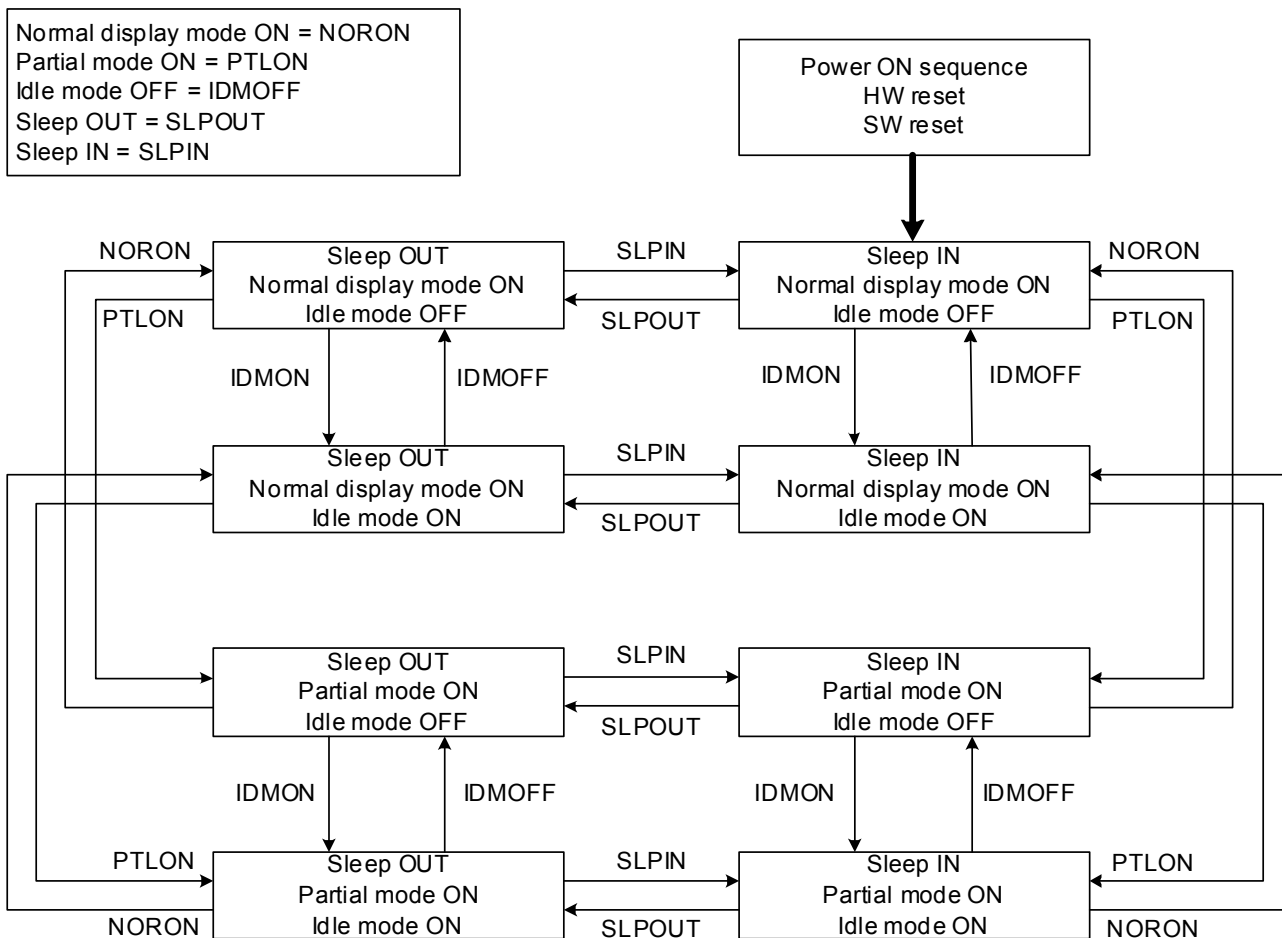 Normal display mode ON = NORON
Partial mode ON = PTLON
Idle mode OFF = IDMOFF
Sleep OUT = SLPOUT
Sleep IN = SLPIN
Power ON sequence
HW reset
SW reset
NORON
Sleep OUT
Normal display mode ON
Idle mode OFF
SLPIN
SLPOUT
Sleep IN
Normal display mode ON
Idle mode OFF
NORON
PTLON
PTLON
IDMON
IDMOFF
IDMON
IDMOFF
Sleep OUT
Normal display mode ON
Idle mode ON
SLPIN
SLPOUT
Sleep IN
Normal display mode ON
Idle mode ON
Sleep OUT
Partial mode ON
Idle mode OFF
SLPIN
SLPOUT
Sleep IN
Partial mode ON
Idle mode OFF
IDMON
IDMOFF
IDMON
IDMOFF
PTLON
NORON
Sleep OUT
Partial mode ON
Idle mode ON
SLPIN
SLPOUT
Sleep IN
Partial mode ON
Idle mode ON
PTLON
NORON